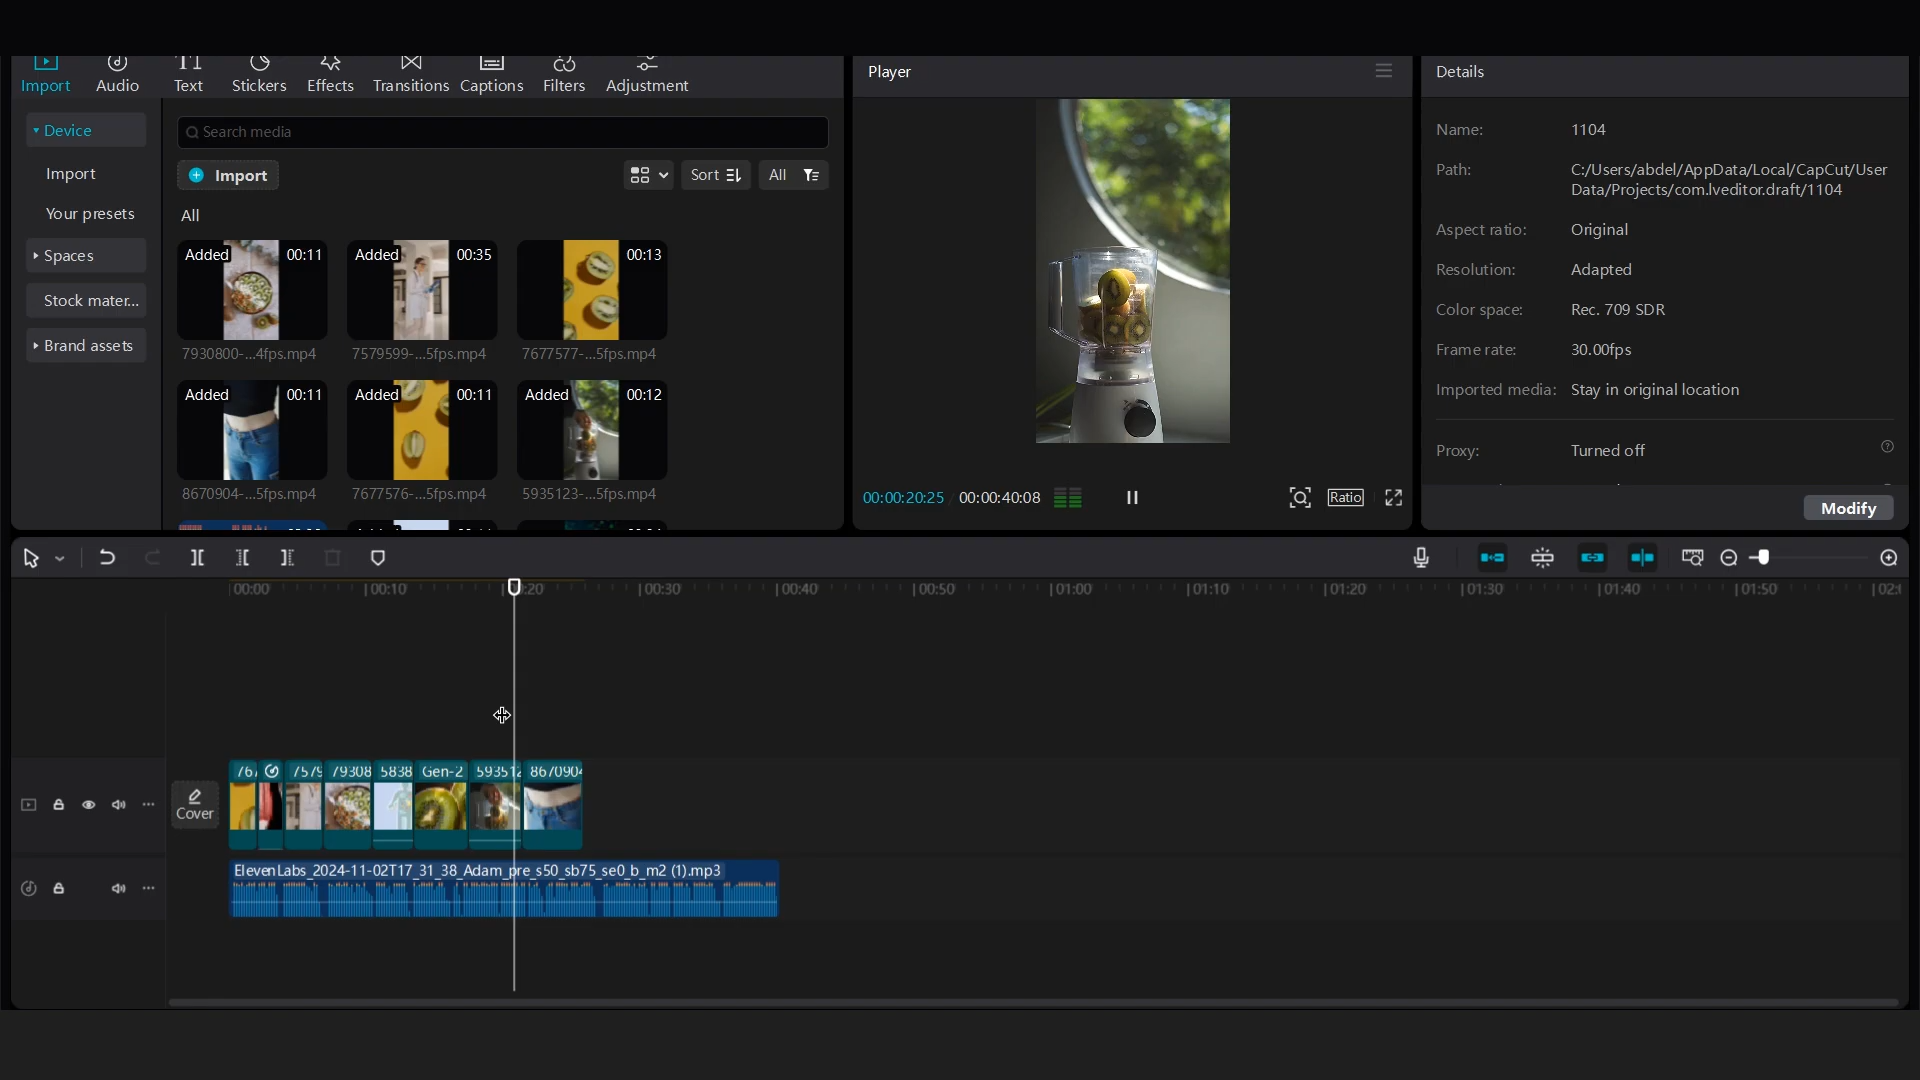 Import
Audio
Text
Stickers
Effects
Transitions
Captions
Filters
Adjustment
Device
Import
Your presets
Spaces
Stock mater...
Brand assets
Search media
Import
Sort
All
All
Added 00:11
7930800-...4fps.mp4
Added 00:35
7579599-...5fps.mp4
00:13
7677577-...5fps.mp4
Added 00:11
8670904-...5fps.mp4
Added 00:11
7677576-...5fps.mp4
Added 00:12
5935123-...5fps.mp4
Player
00:00:20:25 00:00:40:08
Ratio
Details
Name: 1104
Path: C:/Users/abdel/AppData/Local/CapCut/User
Data/Projects/com.lveditor.draft/1104
Aspect ratio: Original
Resolution: Adapted
Color space: Rec. 709 SDR
Frame rate: 30.00fps
Imported media: Stay in original location
Proxy: Turned off
Modify
00:00 00:10 00:30 00:40 00:50 01:00 01:10 01:20 01:30 01:40 01:50
Cover
7579 79308 5838 Gen-2 593512 8670904
ElevenLabs_2024-11-02T17_31_38_Adam_pre_s50_sb75_se0_b_m2 (1).mp3